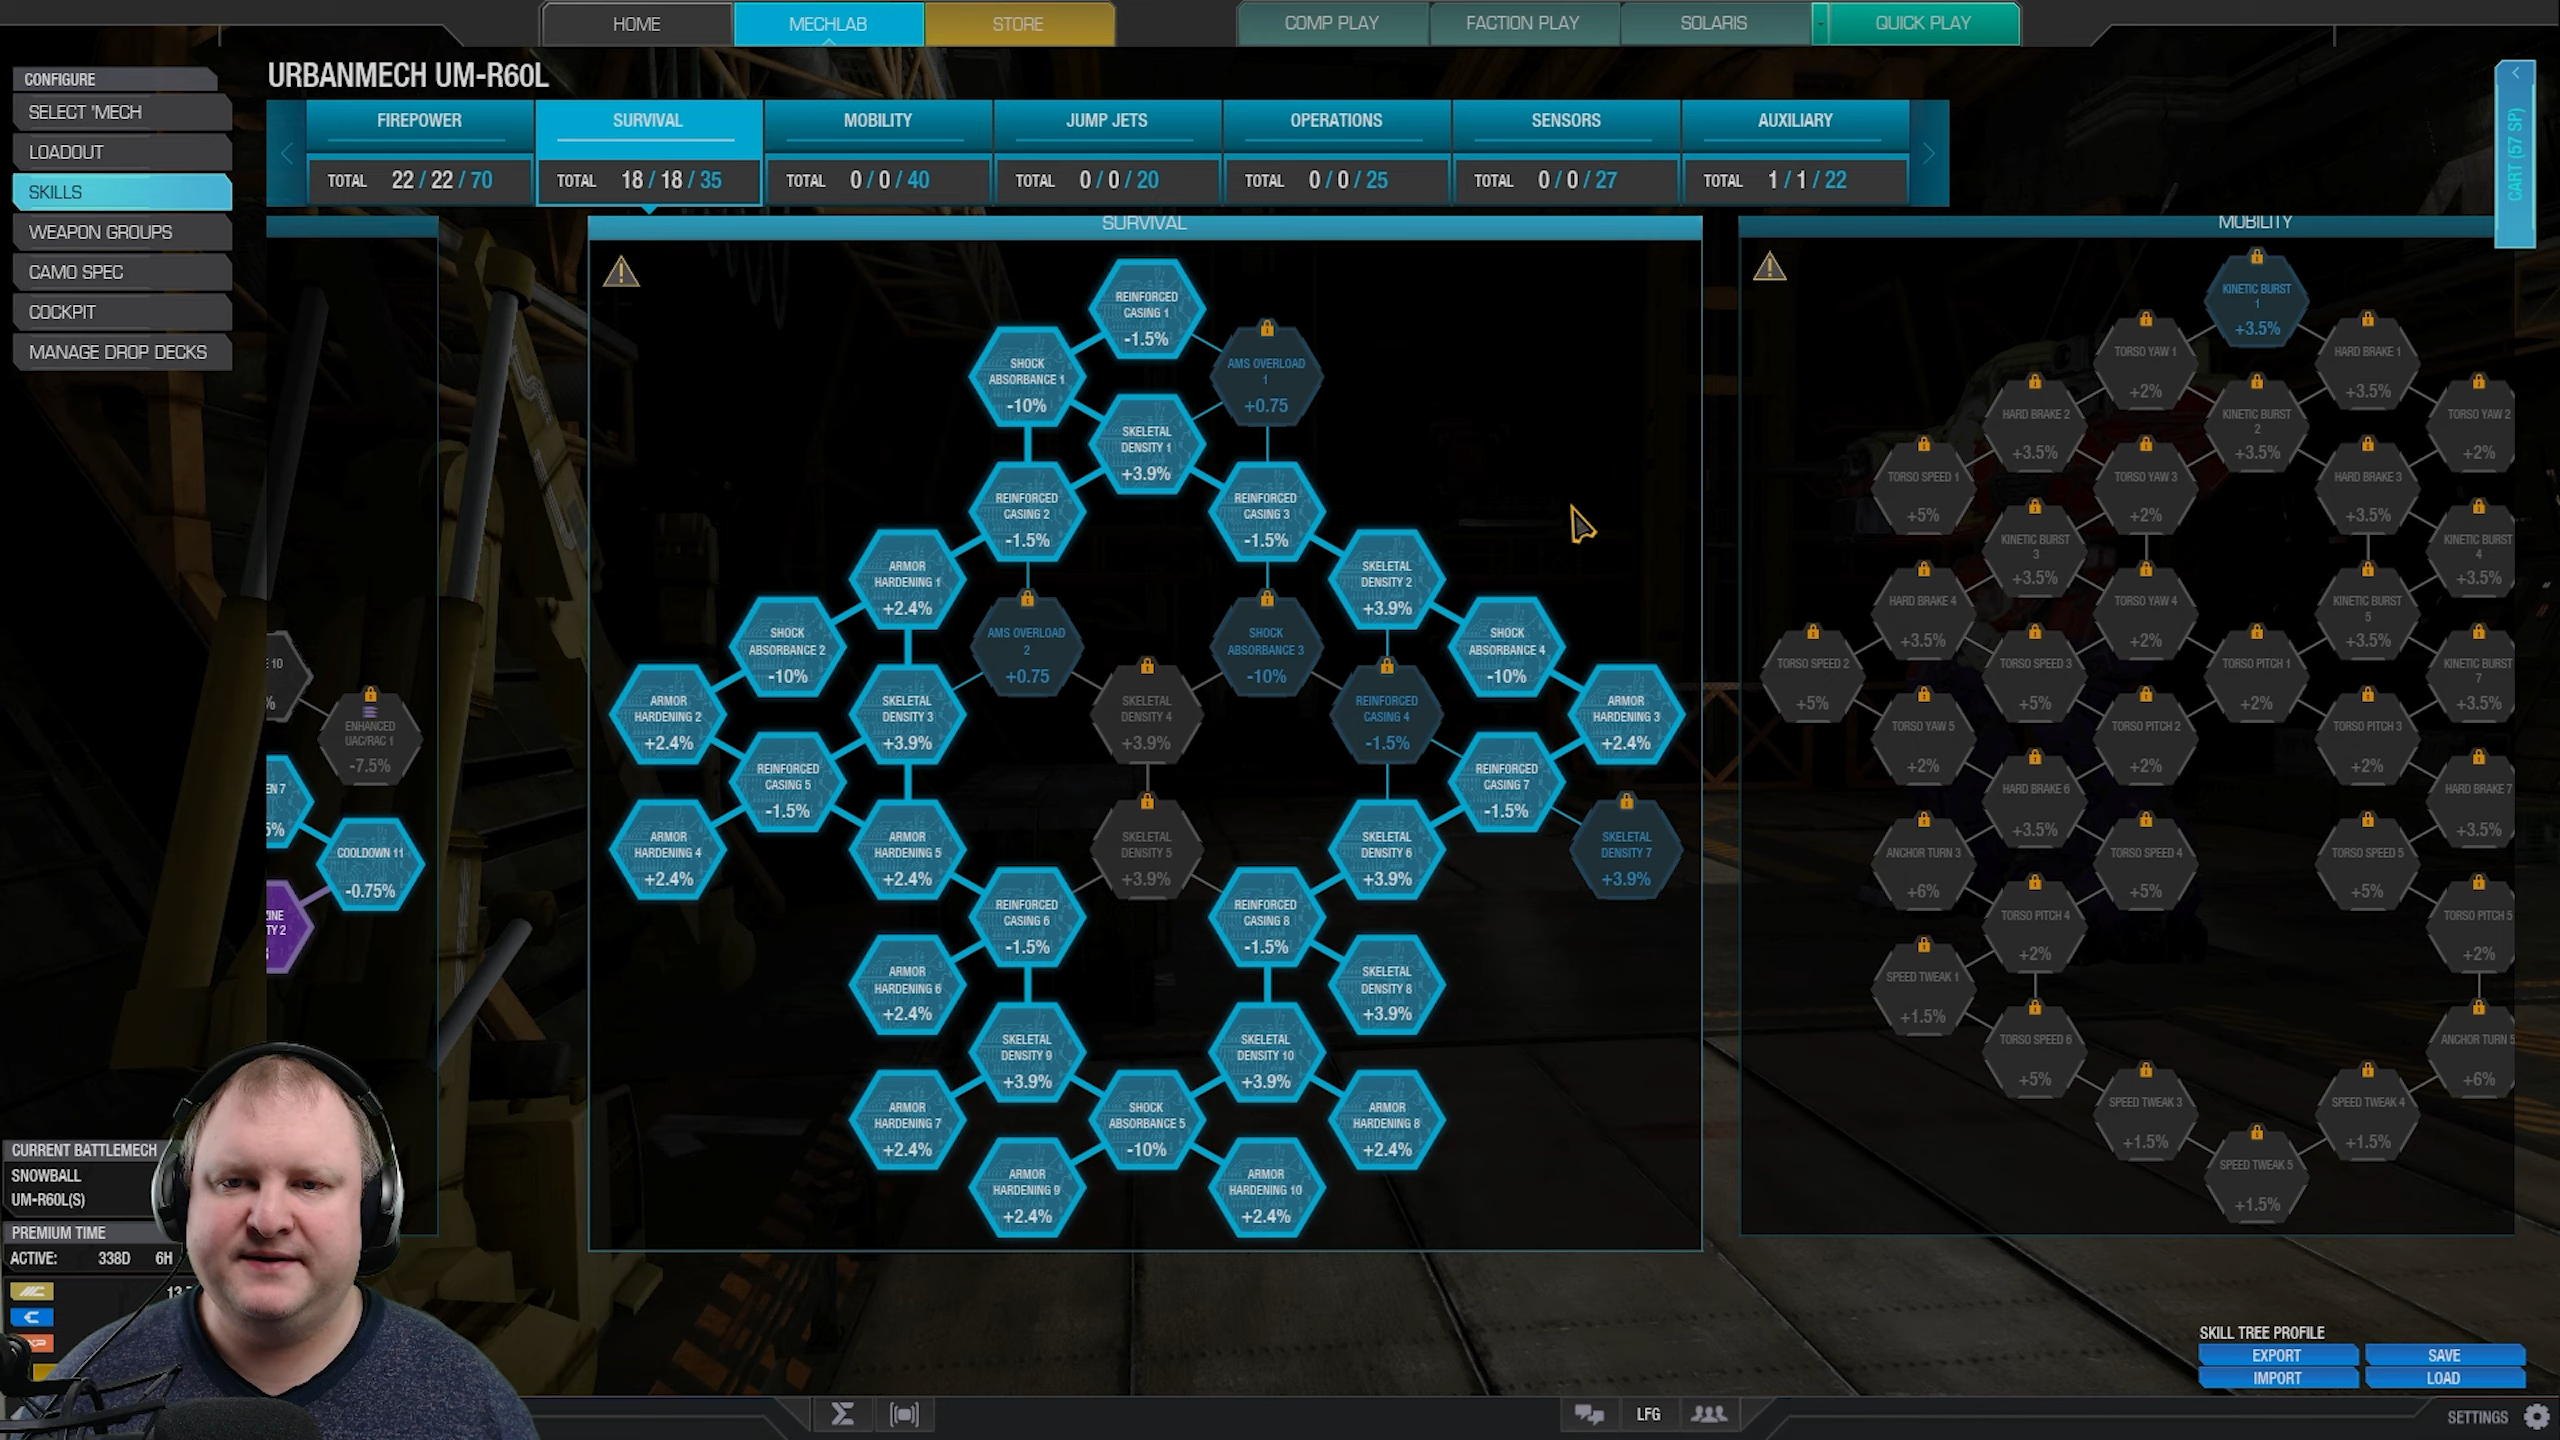 HOME
MECHLAB
STORE
COMP PLAY
FACTION PLAY
SOLARIS
QUICK PLAY
CONFIGURE
SELECT 'MECH
LOADOUT
SKILLS
WEAPON GROUPS
CAMO SPEC
COCKPIT
MANAGE DROP DECKS
URBANMECH UM-R60L
FIREPOWER
TOTAL 22 / 22 / 70
SURVIVAL
TOTAL 18 / 18 / 35
MOBILITY
TOTAL 0 / 0 / 40
JUMP JETS
TOTAL 0 / 0 / 20
OPERATIONS
TOTAL 0 / 0 / 25
SENSORS
TOTAL 0 / 0 / 27
AUXILIARY
TOTAL 1 / 1 / 22
CART (57 SP)
ENHANCED
UAC/RAC 1
-7.5%
COOLDOWN 11
-0.75%
SURVIVAL
REINFORCED
CASING 1
-1.5%
SHOCK
ABSORBANCE 1
-10%
AMS OVERLOAD
1
+0.75
SKELETAL
DENSITY 1
+3.9%
REINFORCED
CASING 2
-1.5%
REINFORCED
CASING 3
-1.5%
ARMOR
HARDENING 1
+2.4%
SKELETAL
DENSITY 2
+3.9%
SHOCK
ABSORBANCE 2
-10%
AMS OVERLOAD
2
+0.75
SHOCK
ABSORBANCE 3
-10%
SHOCK
ABSORBANCE 4
-10%
ARMOR
HARDENING 2
+2.4%
SKELETAL
DENSITY 3
+3.9%
SKELETAL
DENSITY 4
+3.9%
REINFORCED
CASING 4
-1.5%
ARMOR
HARDENING 3
+2.4%
REINFORCED
CASING 5
-1.5%
REINFORCED
CASING 7
-1.5%
ARMOR
HARDENING 4
+2.4%
ARMOR
HARDENING 5
+2.4%
SKELETAL
DENSITY 5
+3.9%
SKELETAL
DENSITY 6
+3.9%
SKELETAL
DENSITY 7
+3.9%
REINFORCED
CASING 6
-1.5%
REINFORCED
CASING 8
-1.5%
ARMOR
HARDENING 6
+2.4%
SKELETAL
DENSITY 8
+3.9%
SKELETAL
DENSITY 9
+3.9%
SKELETAL
DENSITY 10
+3.9%
ARMOR
HARDENING 7
+2.4%
SHOCK
ABSORBANCE 5
-10%
ARMOR
HARDENING 8
+2.4%
ARMOR
HARDENING 9
+2.4%
ARMOR
HARDENING 10
+2.4%
MOBILITY
KINETIC BURST
1
+3.5%
TORSO YAW 1
+2%
HARD BRAKE 1
+3.5%
HARD BRAKE 2
+3.5%
KINETIC BURST
2
+3.5%
TORSO YAW 2
+2%
TORSO SPEED 1
+5%
TORSO YAW 3
+2%
HARD BRAKE 3
+3.5%
KINETIC BURST
3
+3.5%
KINETIC BURST
4
+3.5%
HARD BRAKE 4
+3.5%
TORSO YAW 4
+2%
KINETIC BURST
5
+3.5%
TORSO SPEED 2
+5%
TORSO SPEED 3
+5%
TORSO PITCH 1
+2%
KINETIC BURST
7
+3.5%
TORSO YAW 5
+2%
TORSO PITCH 2
+2%
TORSO PITCH 3
+2%
HARD BRAKE 6
+3.5%
HARD BRAKE 7
+3.5%
ANCHOR TURN 3
+6%
TORSO SPEED 4
+5%
TORSO SPEED 5
+5%
TORSO PITCH 4
+2%
TORSO PITCH 5
+2%
SPEED TWEAK 1
+1.5%
TORSO SPEED 6
+5%
ANCHOR TURN 5
+6%
SPEED TWEAK 3
+1.5%
SPEED TWEAK 4
+1.5%
SPEED TWEAK 5
+1.5%
CURRENT BATTLEMECH
SNOWBALL
UM-R60L(S)
PREMIUM TIME
ACTIVE: 338D 6H
SKILL TREE PROFILE
EXPORT
SAVE
IMPORT
LOAD
LFG
SETTINGS